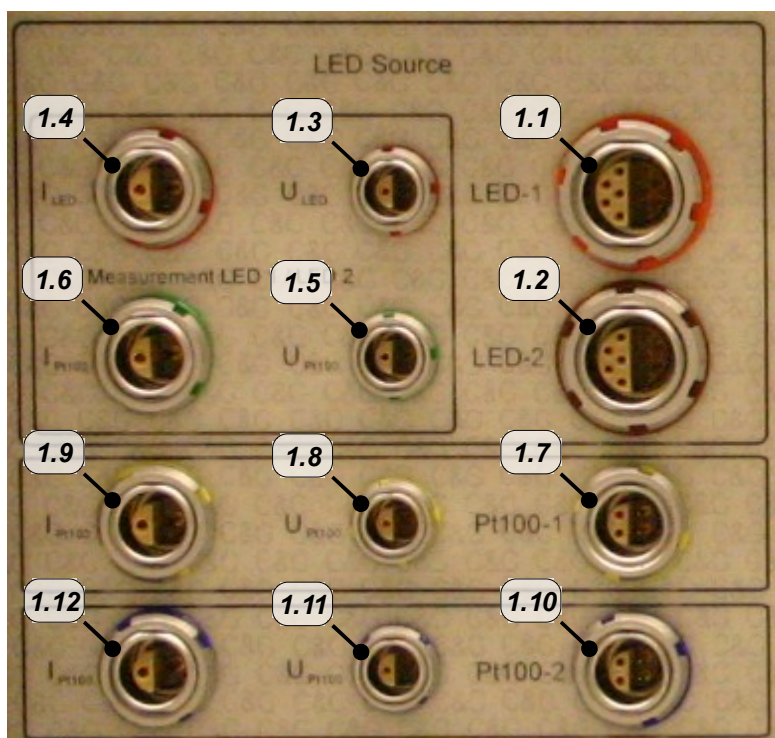 LED Source
1.4 1.3 1.1
I LED U LED LED-1
1.6 1.5 1.2
Measurement LED LED 2
I Pt100 U Pt100 LED-2
1.9 1.8 1.7
I Pt100 U Pt100 Pt100-1
1.12 1.11 1.10
I Pt100 U Pt100 Pt100-2